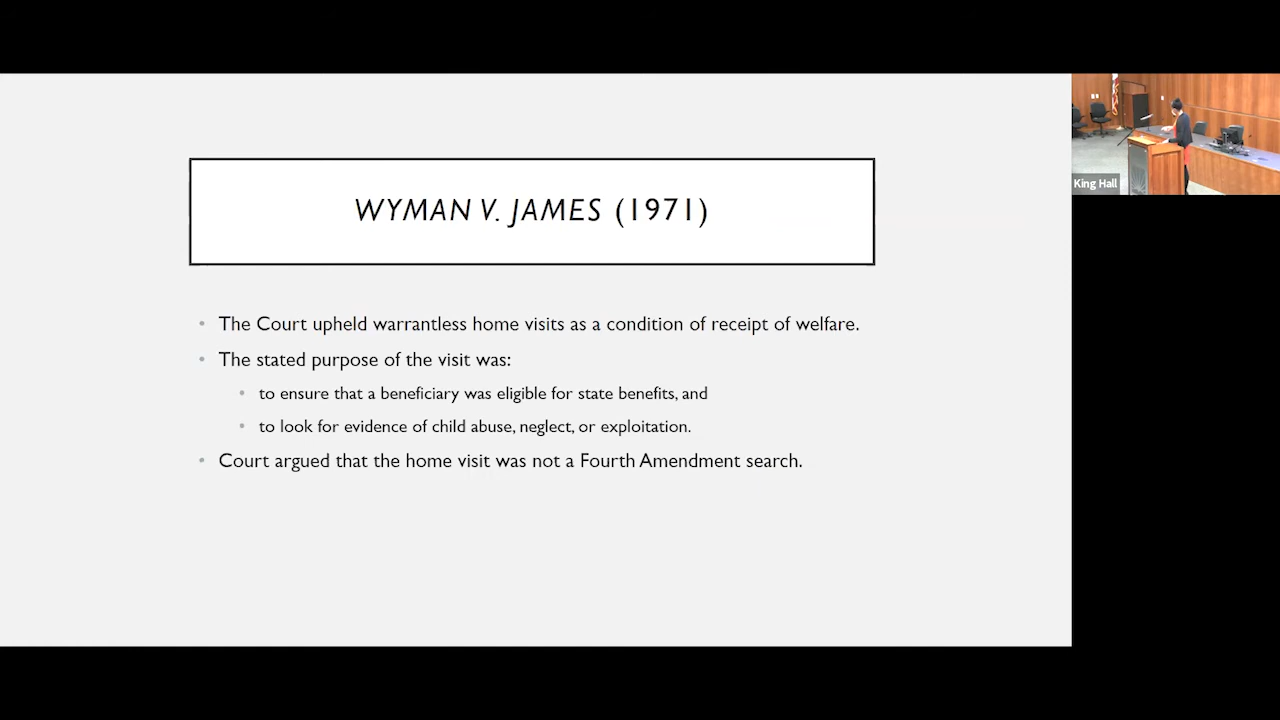 WYMAN V. JAMES (1971)
The Court upheld warrantless home visits as a condition of receipt of welfare.
The stated purpose of the visit was:
to ensure that a beneficiary was eligible for state benefits, and
to look for evidence of child abuse, neglect, or exploitation.
Court argued that the home visit was not a Fourth Amendment search.
King Hall